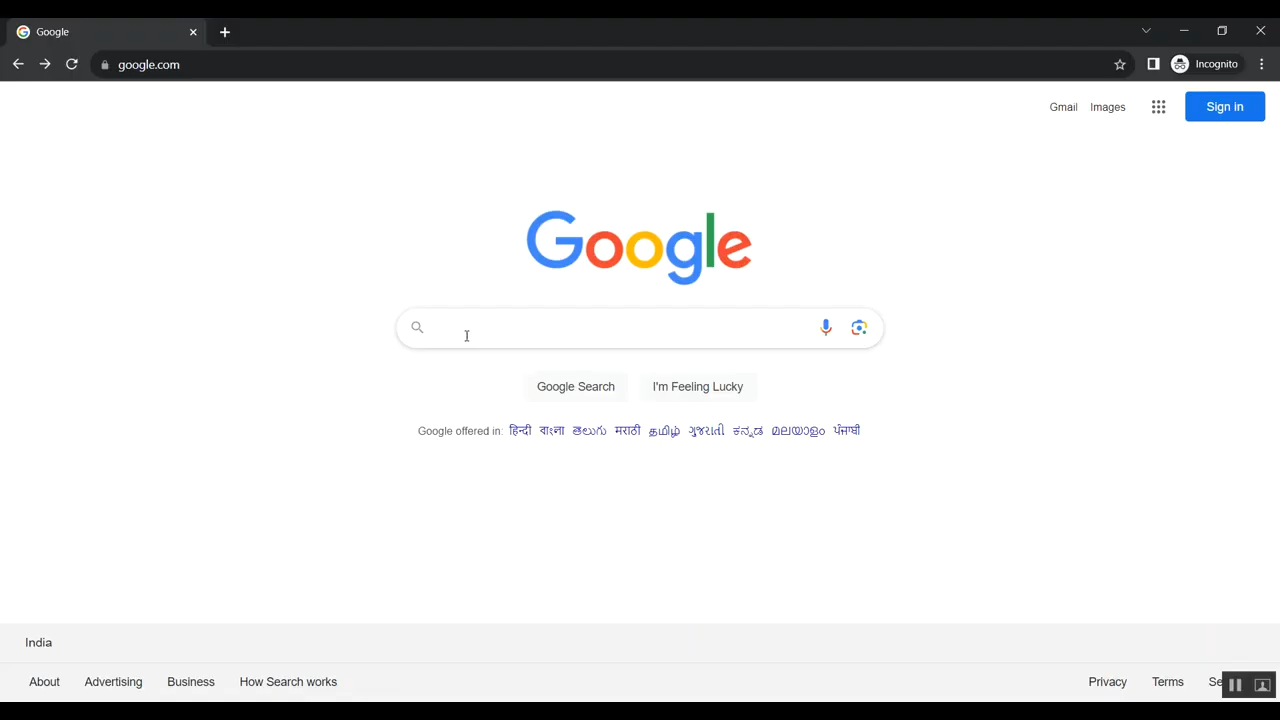 Google
google.com
Incognito
Gmail Images Sign in
Google
Google Search I'm Feeling Lucky
Google offered in: हिन्दी বাংলা తెలుగు मराठी தமிழ் ગુજરાતી ಕನ್ನಡ മലയാളം ਪੰਜਾਬੀ
India
About Advertising Business How Search works Privacy Terms Se